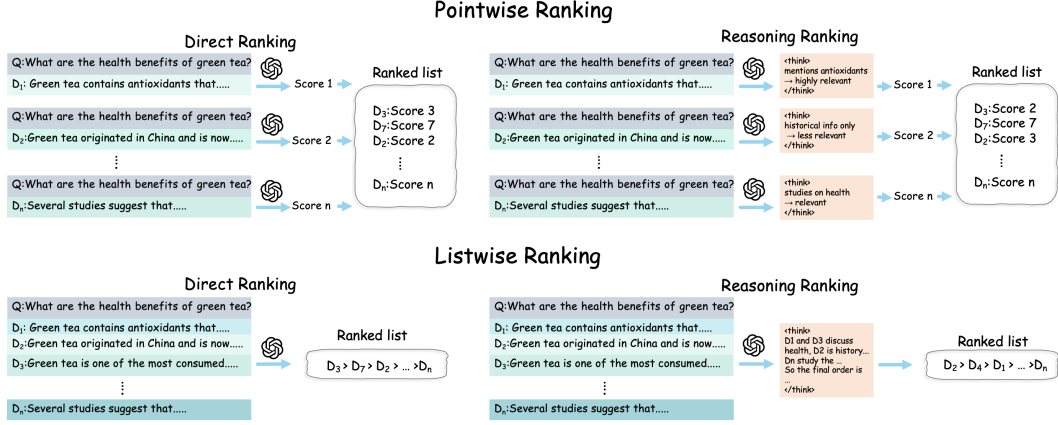 Pointwise Ranking
Direct Ranking
Q:What are the health benefits of green tea?
D₁: Green tea contains antioxidants that.....
Score 1
Q:What are the health benefits of green tea?
D₂:Green tea originated in China and is now.....
Score 2
⋮
Q:What are the health benefits of green tea?
Dₙ:Several studies suggest that.....
Score n
Ranked list
D₃:Score 3
D₇:Score 7
D₂:Score 2
⋮
Dₙ:Score n
Reasoning Ranking
Q:What are the health benefits of green tea?
D₁: Green tea contains antioxidants that.....
<think>
mentions antioxidants
→ highly relevant
</think>
Score 1
Q:What are the health benefits of green tea?
D₂:Green tea originated in China and is now.....
<think>
historical info only
→ less relevant
</think>
Score 2
⋮
Q:What are the health benefits of green tea?
Dₙ:Several studies suggest that.....
<think>
studies on health
→ relevant
</think>
Score n
Ranked list
D₃:Score 2
D₇:Score 7
D₂:Score 3
⋮
Dₙ:Score n
Listwise Ranking
Direct Ranking
Q:What are the health benefits of green tea?
D₁: Green tea contains antioxidants that.....
D₂:Green tea originated in China and is now.....
D₃:Green tea is one of the most consumed.....
⋮
Dₙ:Several studies suggest that.....
Ranked list
D₃ > D₇ > D₂ > ... >Dₙ
Reasoning Ranking
Q:What are the health benefits of green tea?
D₁: Green tea contains antioxidants that.....
D₂:Green tea originated in China and is now.....
D₃:Green tea is one of the most consumed.....
⋮
Dₙ:Several studies suggest that.....
<think>
D1 and D3 discuss
health, D2 is history...
Dn study the ...
So the final order is
...
</think>
Ranked list
D₂ > D₄ > D₁ > ... >Dₙ